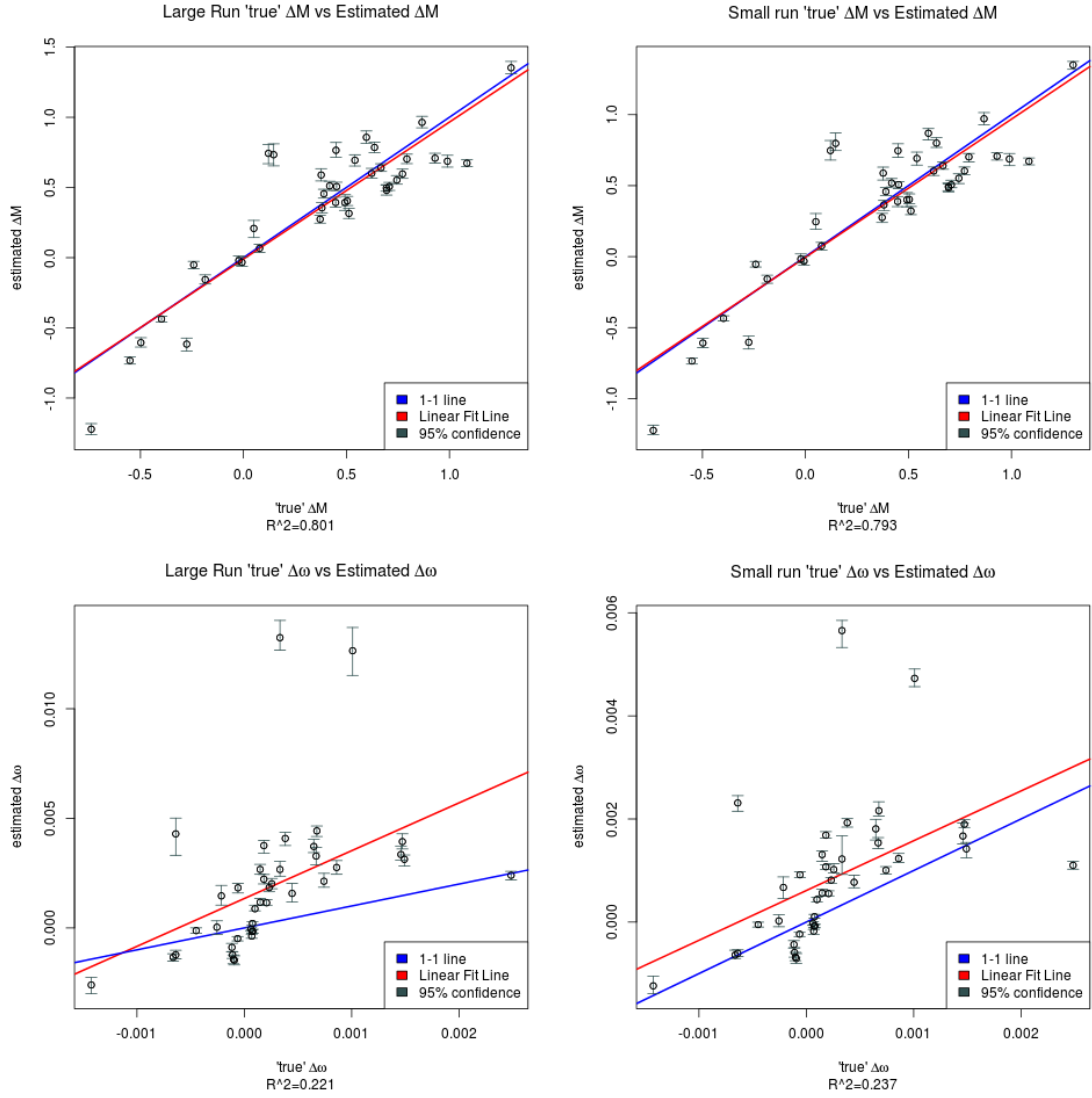 Large Run 'true' ΔM vs Estimated ΔM
estimated ΔM
1.5
1.0
0.5
0.0
-0.5
-1.0
1-1 line
Linear Fit Line
95% confidence
-0.5 0.0 0.5 1.0
'true' ΔM
R^2=0.801
Small run 'true' ΔM vs Estimated ΔM
estimated ΔM
1.0
0.5
0.0
-0.5
-1.0
1-1 line
Linear Fit Line
95% confidence
-0.5 0.0 0.5 1.0
'true' ΔM
R^2=0.793
Large Run 'true' Δω vs Estimated Δω
estimated Δω
0.010
0.005
0.000
1-1 line
Linear Fit Line
95% confidence
-0.001 0.000 0.001 0.002
'true' Δω
R^2=0.221
Small run 'true' Δω vs Estimated Δω
estimated Δω
0.006
0.004
0.002
0.000
1-1 line
Linear Fit Line
95% confidence
-0.001 0.000 0.001 0.002
'true' Δω
R^2=0.237